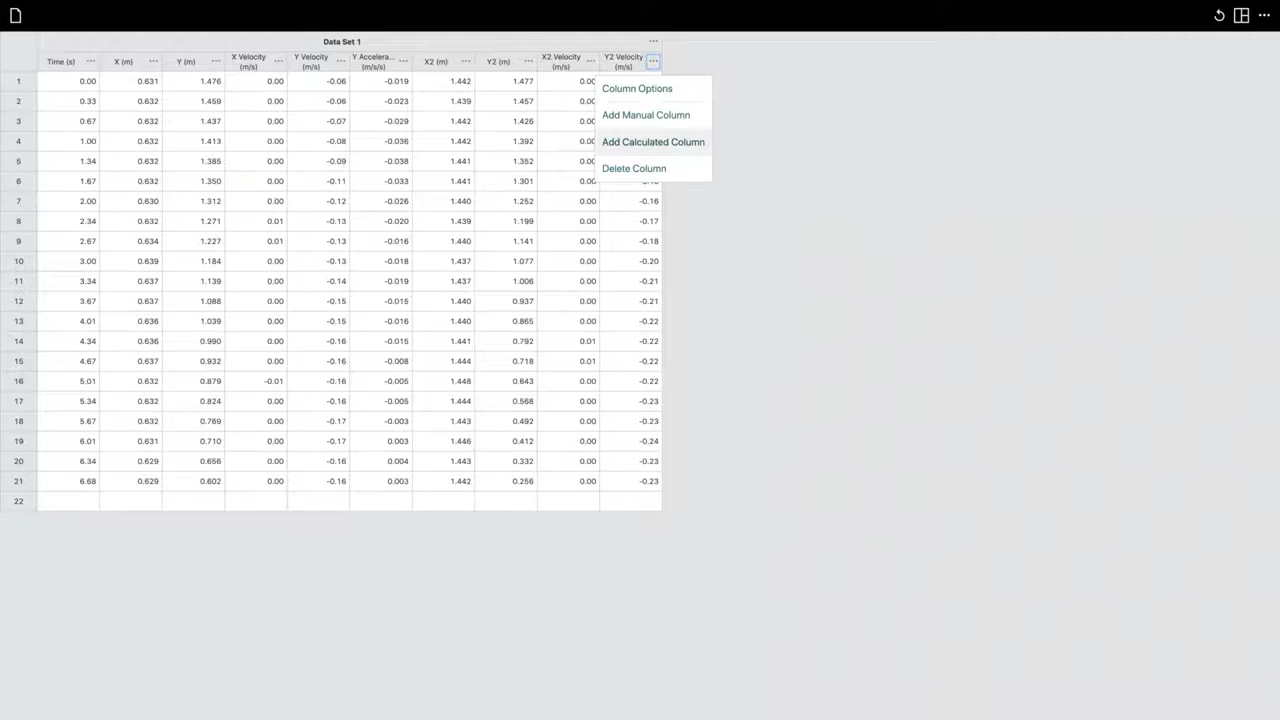 Data Set 1 ...
Time (s) ... X (m) ... Y (m) ... X Velocity (m/s) ... Y Velocity (m/s) ... Y Accelera... (m/s/s) ... X2 (m) ... Y2 (m) ... X2 Velocity (m/s) ... Y2 Velocity (m/s) ...
1 0.00 0.631 1.476 0.00 -0.06 -0.019 1.442 1.477 0.00
2 0.33 0.632 1.459 0.00 -0.06 -0.023 1.439 1.457 0.00
3 0.67 0.632 1.437 0.00 -0.07 -0.029 1.442 1.426 0.00
4 1.00 0.632 1.413 0.00 -0.08 -0.036 1.442 1.392 0.00
5 1.34 0.632 1.385 0.00 -0.09 -0.038 1.441 1.352 0.00
6 1.67 0.632 1.350 0.00 -0.11 -0.033 1.441 1.301 0.00
7 2.00 0.630 1.312 0.00 -0.12 -0.026 1.440 1.252 0.00 -0.16
8 2.34 0.632 1.271 0.01 -0.13 -0.020 1.439 1.199 0.00 -0.17
9 2.67 0.634 1.227 0.01 -0.13 -0.016 1.440 1.141 0.00 -0.18
10 3.00 0.639 1.184 0.00 -0.13 -0.018 1.437 1.077 0.00 -0.20
11 3.34 0.637 1.139 0.00 -0.14 -0.019 1.437 1.006 0.00 -0.21
12 3.67 0.637 1.088 0.00 -0.15 -0.015 1.440 0.937 0.00 -0.21
13 4.01 0.636 1.039 0.00 -0.15 -0.016 1.440 0.865 0.00 -0.22
14 4.34 0.636 0.990 0.00 -0.16 -0.015 1.441 0.792 0.01 -0.22
15 4.67 0.637 0.932 0.00 -0.16 -0.008 1.444 0.718 0.01 -0.22
16 5.01 0.632 0.879 -0.01 -0.16 -0.005 1.448 0.643 0.00 -0.22
17 5.34 0.632 0.824 0.00 -0.16 -0.005 1.444 0.568 0.00 -0.23
18 5.67 0.632 0.769 0.00 -0.17 -0.003 1.443 0.492 0.00 -0.23
19 6.01 0.631 0.710 0.00 -0.17 0.003 1.446 0.412 0.00 -0.24
20 6.34 0.629 0.656 0.00 -0.16 0.004 1.443 0.332 0.00 -0.23
21 6.68 0.629 0.602 0.00 -0.16 0.003 1.442 0.256 0.00 -0.23
22
Column Options
Add Manual Column
Add Calculated Column
Delete Column